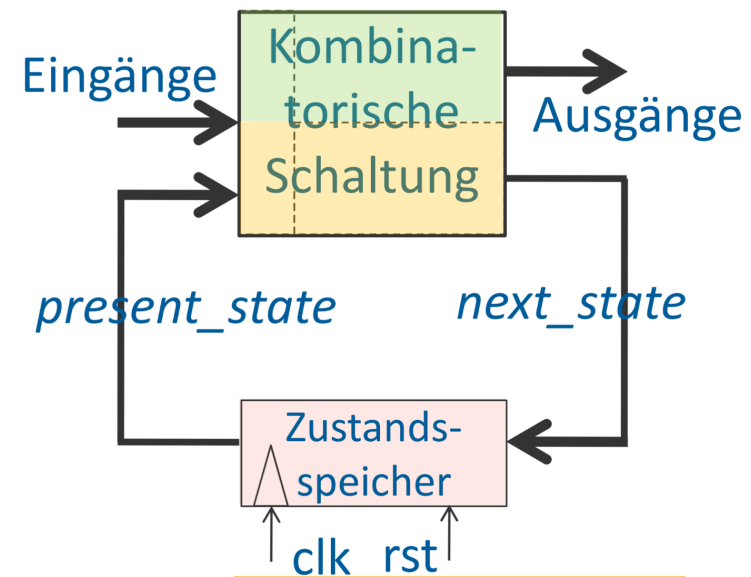 Eingänge
Kombina-
torische
Schaltung
Ausgänge
present_state
next_state
Zustands-
speicher
clk rst